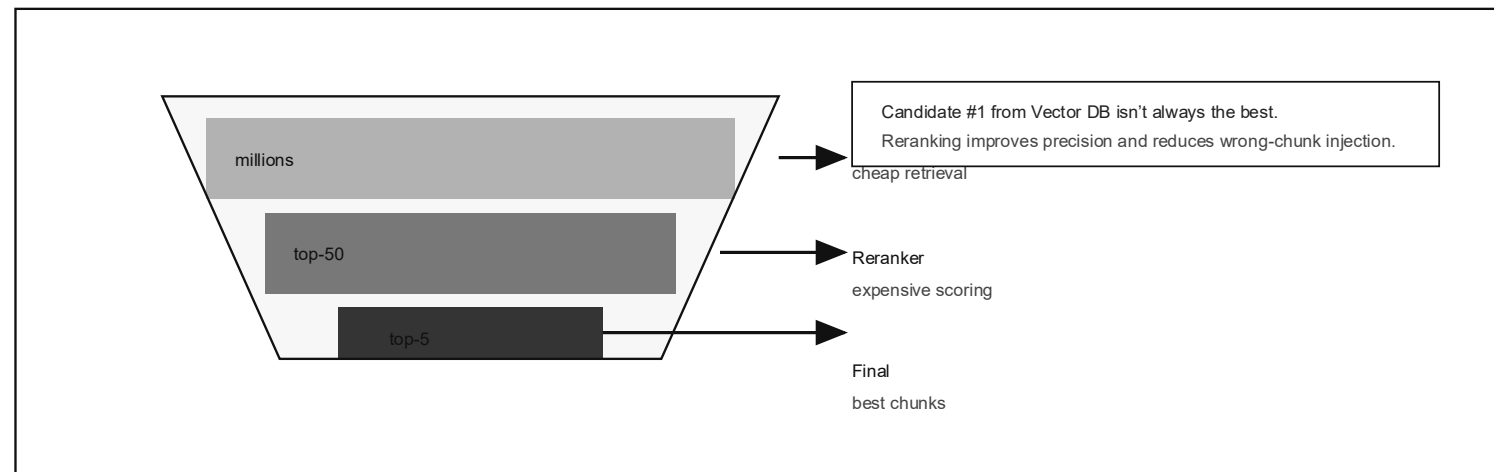 Candidate #1 from Vector DB isn’t always the best.
Reranking improves precision and reduces wrong-chunk injection.
millions
cheap retrieval
top-50
Reranker
expensive scoring
top-5
Final
best chunks